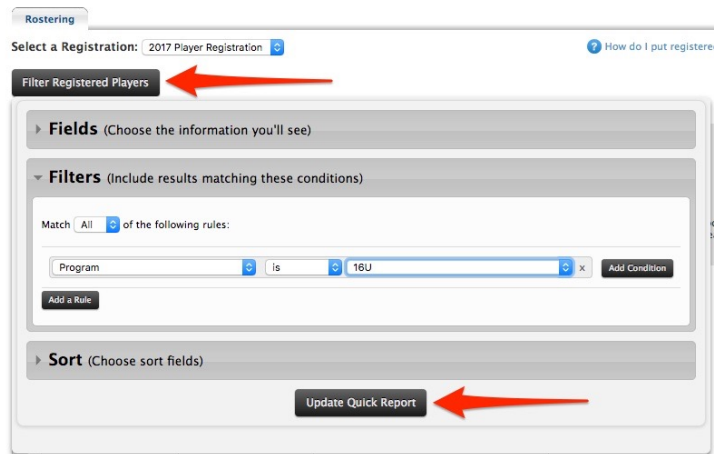 Rostering
Select a Registration: 2017 Player Registration
? How do I put registered
Filter Registered Players
Fields (Choose the information you'll see)
Filters (Include results matching these conditions)
Match All of the following rules:
Program is 16U x Add Condition
Add a Rule
Sort (Choose sort fields)
Update Quick Report